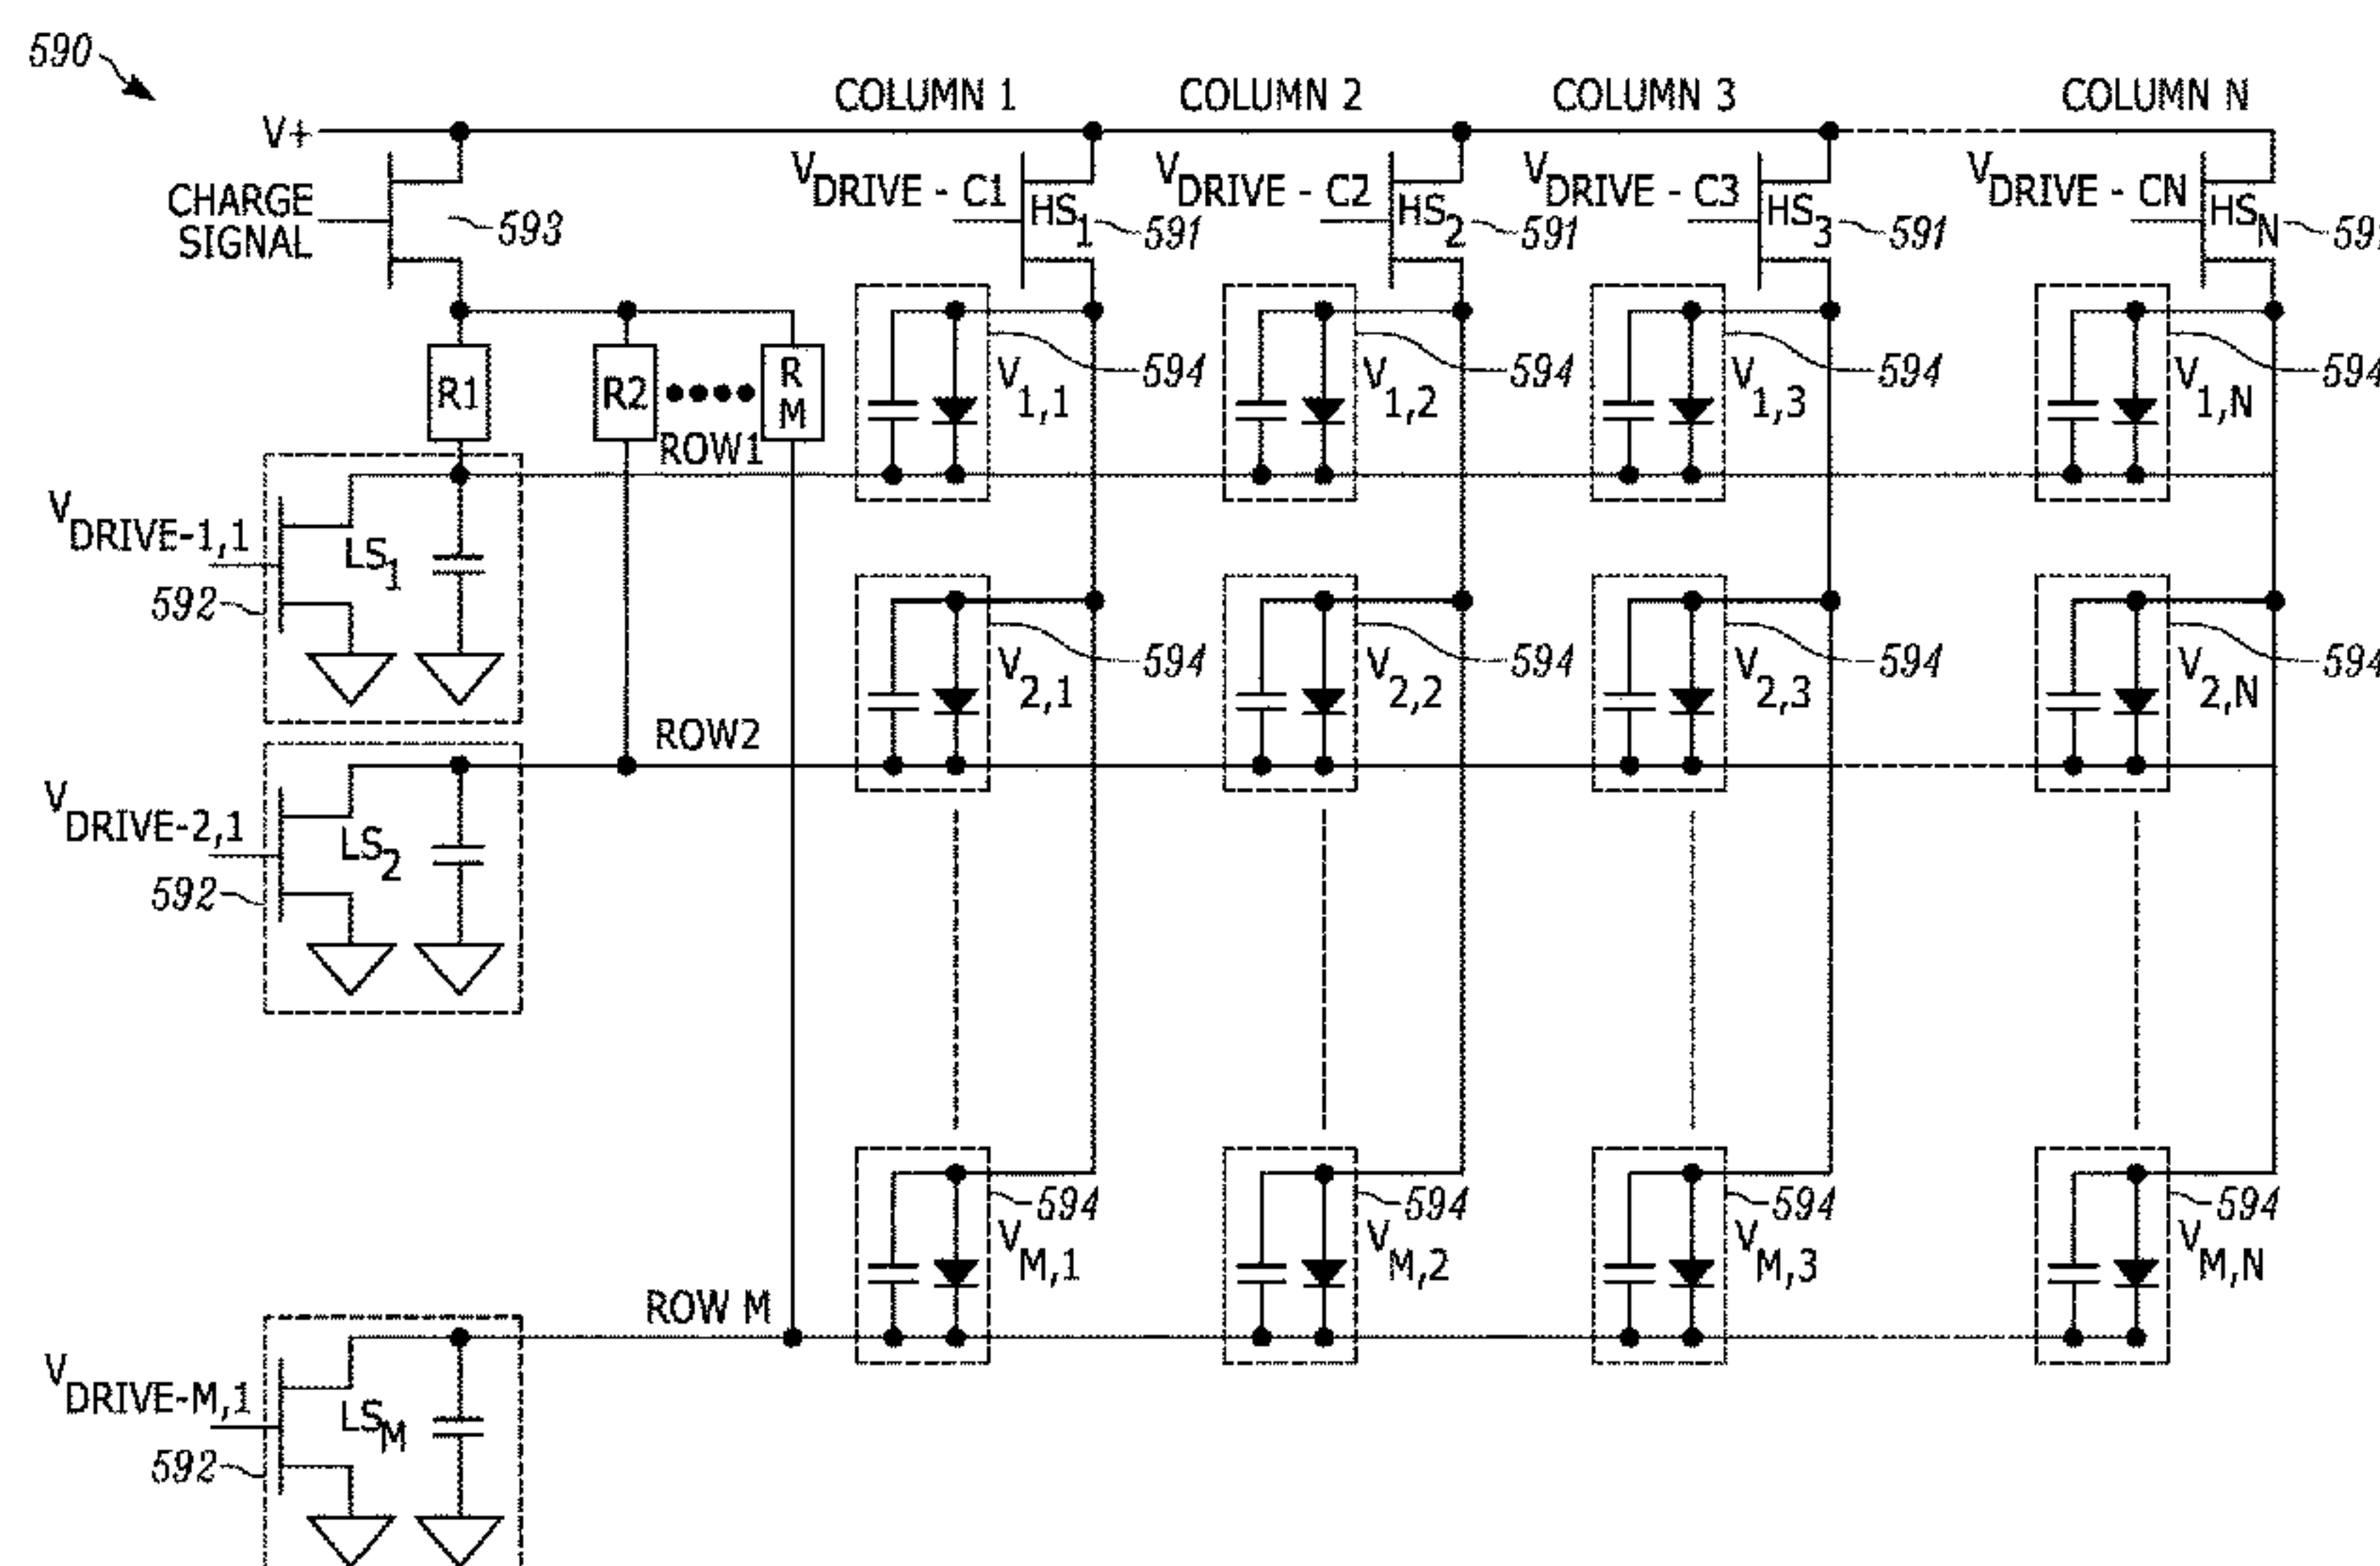 590
COLUMN 1 COLUMN 2 COLUMN 3 COLUMN N
V+
CHARGE SIGNAL
593
VDRIVE - C1 HS1 591
VDRIVE - C2 HS2 591
VDRIVE - C3 HS3 591
VDRIVE - CN HSN 591
R1 R2 RM
594 594 594 594
V1,1 V1,2 V1,3 V1,N
ROW1
VDRIVE-1,1
LS1
592
594 594 594 594
V2,1 V2,2 V2,3 V2,N
ROW2
VDRIVE-2,1
LS2
592
594 594 594 594
VM,1 VM,2 VM,3 VM,N
ROW M
VDRIVE-M,1
LSM
592